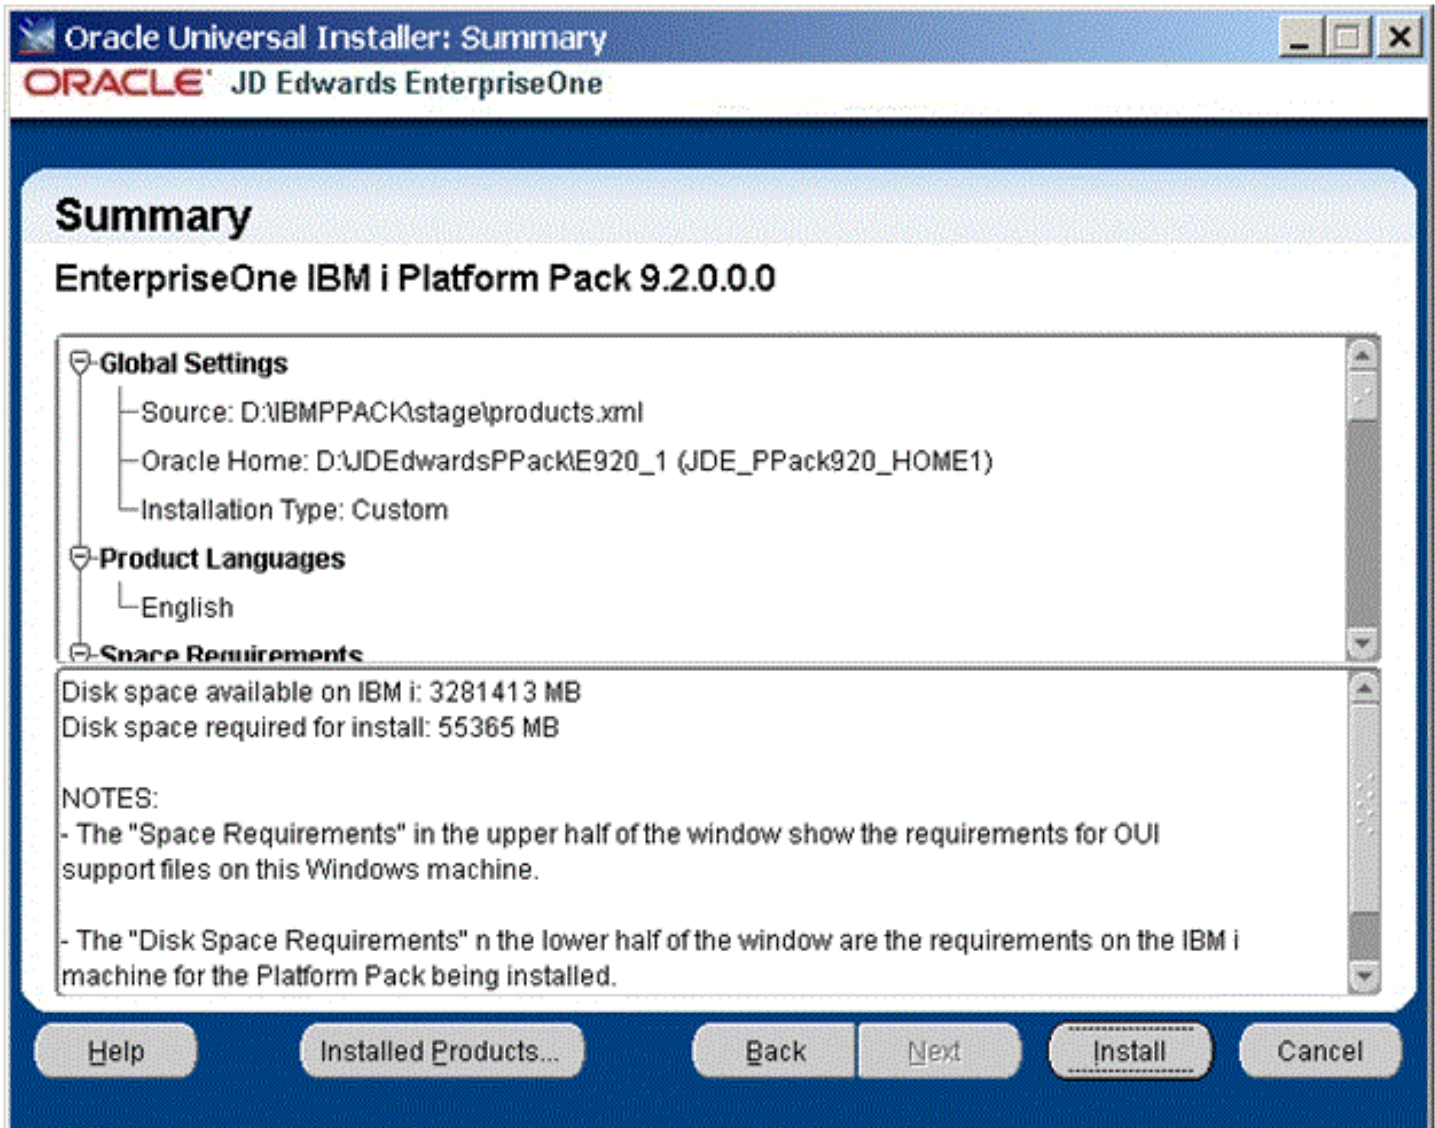 Oracle Universal Installer: Summary
ORACLE JD Edwards EnterpriseOne
Summary
EnterpriseOne IBM i Platform Pack 9.2.0.0.0
Global Settings
Source: D:\IBMPPACK\stage\products.xml
Oracle Home: D:\JDEdwardsPPack\E920_1 (JDE_PPack920_HOME1)
Installation Type: Custom
Product Languages
English
Space Requirements
Disk space available on IBM i: 3281413 MB
Disk space required for install: 55365 MB
NOTES:
- The "Space Requirements" in the upper half of the window show the requirements for OUI
support files on this Windows machine.
- The "Disk Space Requirements" n the lower half of the window are the requirements on the IBM i
machine for the Platform Pack being installed.
Help Installed Products... Back Next Install Cancel